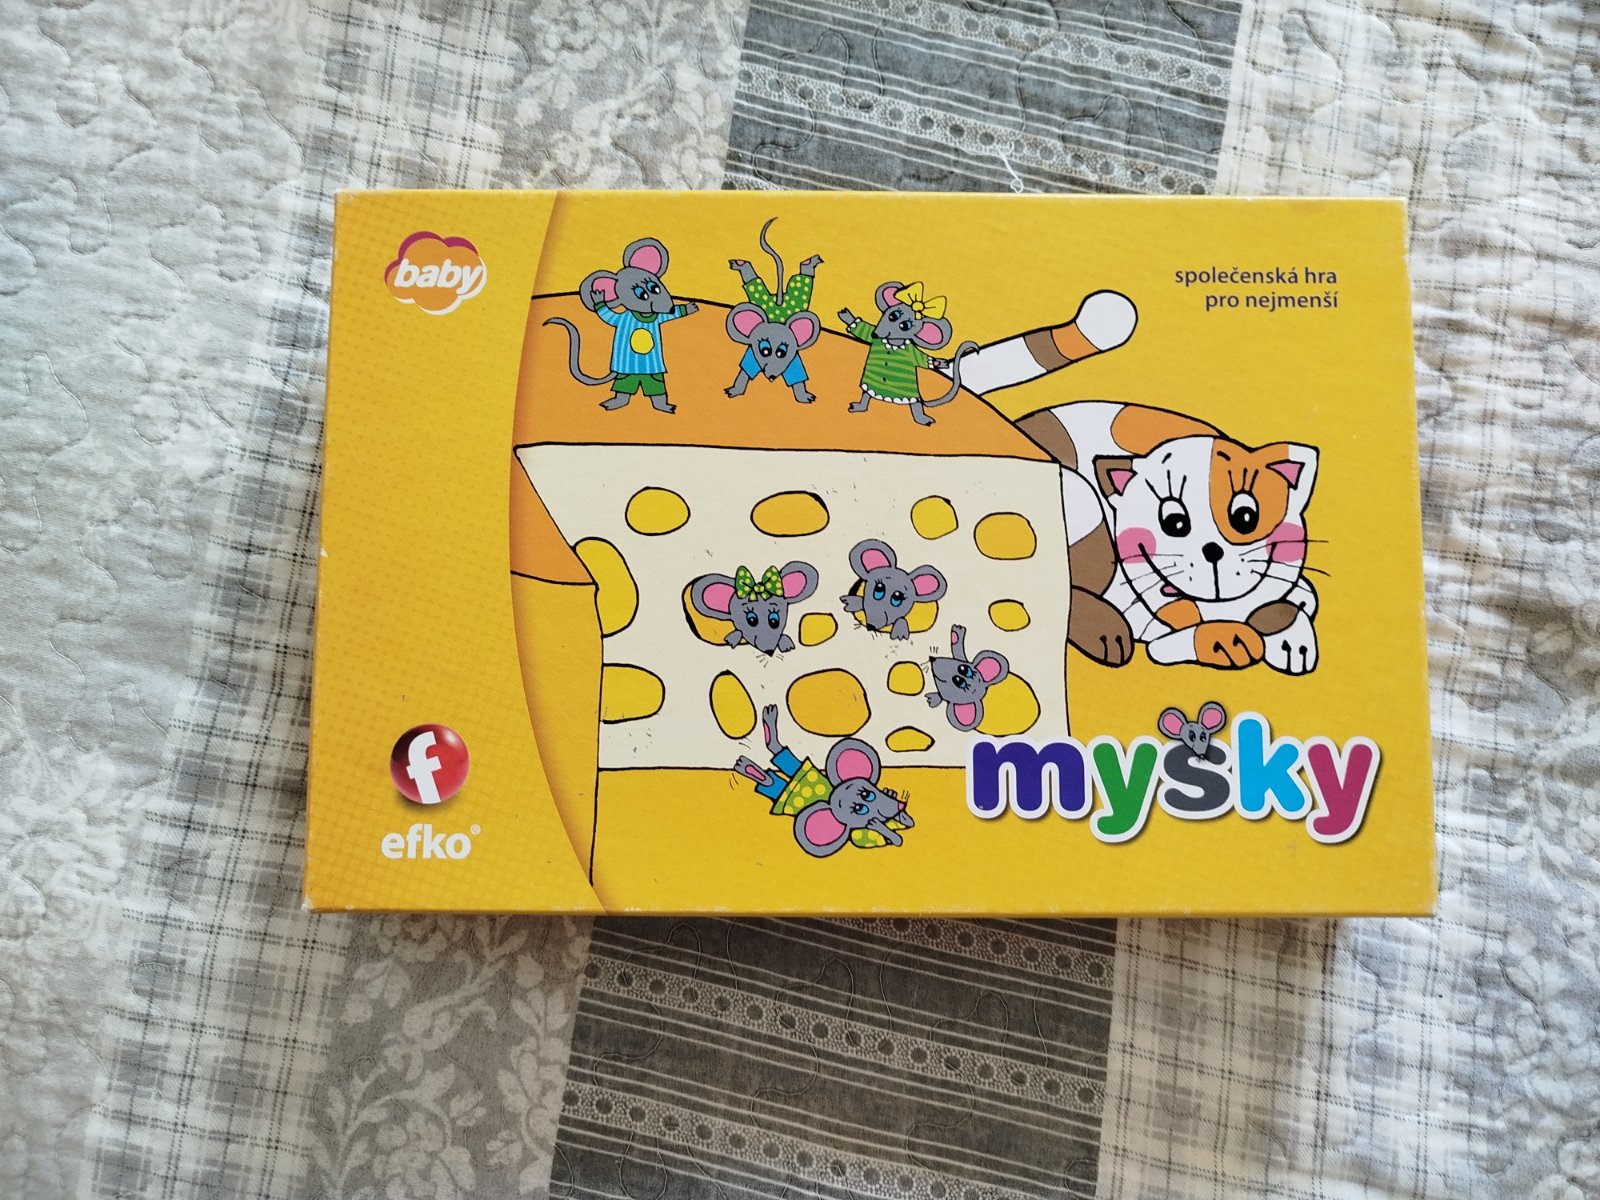 baby
společenská hra
pro nejmenší
myšky
f
efko®